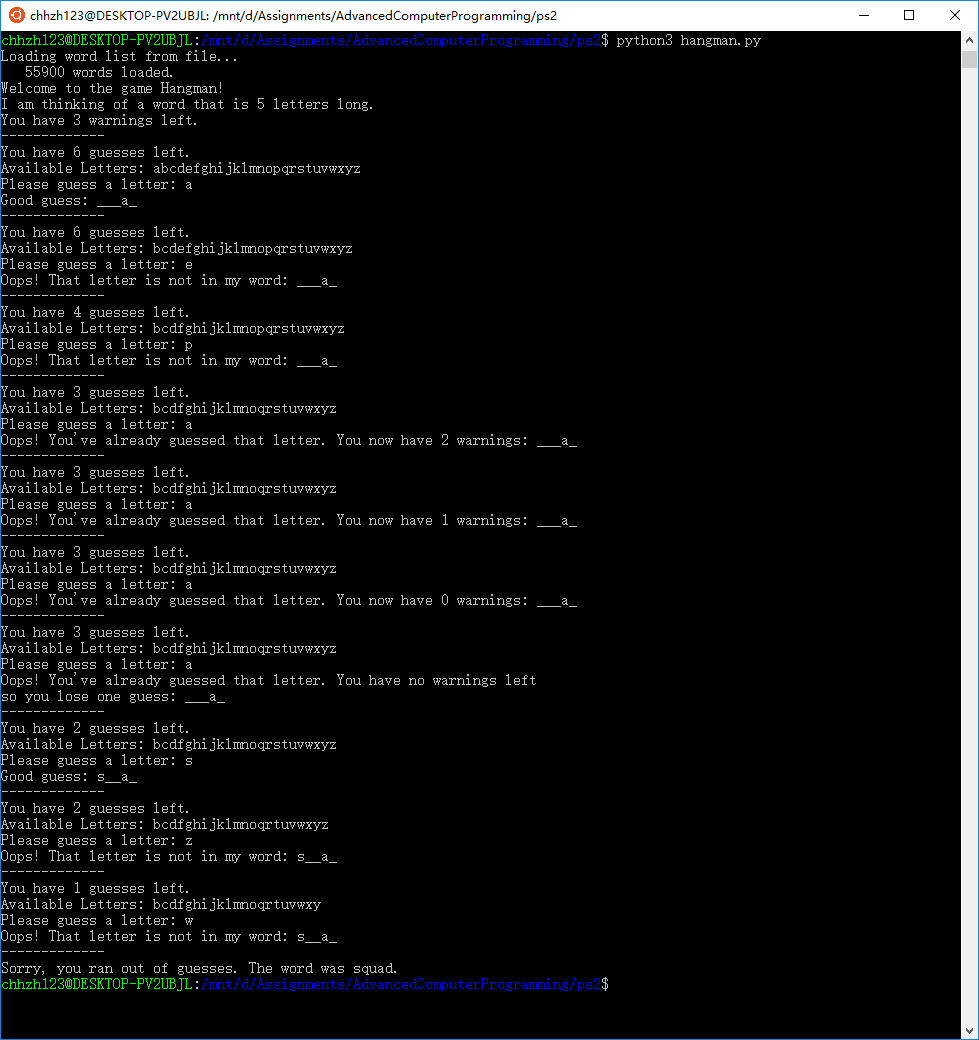 chhzh123@DESKTOP-PV2UBJL: /mnt/d/Assignments/AdvancedComputerProgramming/ps2
chhzh123@DESKTOP-PV2UBJL:/mnt/d/Assignments/AdvancedComputerProgramming/ps2$ python3 hangman.py
Loading word list from file...
   55900 words loaded.
Welcome to the game Hangman!
I am thinking of a word that is 5 letters long.
You have 3 warnings left.
-------------
You have 6 guesses left.
Available Letters: abcdefghijklmnopqrstuvwxyz
Please guess a letter: a
Good guess: ___a_
-------------
You have 6 guesses left.
Available Letters: bcdefghijklmnopqrstuvwxyz
Please guess a letter: e
Oops! That letter is not in my word: ___a_
-------------
You have 4 guesses left.
Available Letters: bcdfghijklmnopqrstuvwxyz
Please guess a letter: p
Oops! That letter is not in my word: ___a_
-------------
You have 3 guesses left.
Available Letters: bcdfghijklmnoqrstuvwxyz
Please guess a letter: a
Oops! You've already guessed that letter. You now have 2 warnings: ___a_
-------------
You have 3 guesses left.
Available Letters: bcdfghijklmnoqrstuvwxyz
Please guess a letter: a
Oops! You've already guessed that letter. You now have 1 warnings: ___a_
-------------
You have 3 guesses left.
Available Letters: bcdfghijklmnoqrstuvwxyz
Please guess a letter: a
Oops! You've already guessed that letter. You now have 0 warnings: ___a_
-------------
You have 3 guesses left.
Available Letters: bcdfghijklmnoqrstuvwxyz
Please guess a letter: a
Oops! You've already guessed that letter. You have no warnings left
so you lose one guess: ___a_
-------------
You have 2 guesses left.
Available Letters: bcdfghijklmnoqrstuvwxyz
Please guess a letter: s
Good guess: s__a_
-------------
You have 2 guesses left.
Available Letters: bcdfghijklmnoqrtuvwxyz
Please guess a letter: z
Oops! That letter is not in my word: s__a_
-------------
You have 1 guesses left.
Available Letters: bcdfghijklmnoqrtuvwxy
Please guess a letter: w
Oops! That letter is not in my word: s__a_
-------------
Sorry, you ran out of guesses. The word was squad.
chhzh123@DESKTOP-PV2UBJL:/mnt/d/Assignments/AdvancedComputerProgramming/ps2$